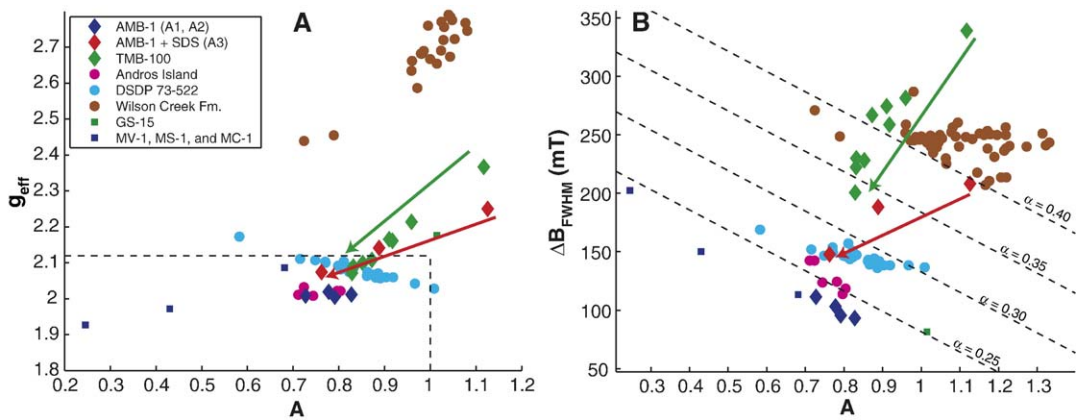 A
2.7
2.6
2.5
2.4
2.3
2.2
2.1
2
1.9
1.8
g_eff
AMB-1 (A1, A2)
AMB-1 + SDS (A3)
TMB-100
Andros Island
DSDP 73-522
Wilson Creek Fm.
GS-15
MV-1, MS-1, and MC-1
0.2 0.3 0.4 0.5 0.6 0.7 0.8 0.9 1 1.1 1.2
A
B
350
300
250
200
150
100
50
ΔB_FWHM (mT)
α = 0.40
α = 0.35
α = 0.30
α = 0.25
0.3 0.4 0.5 0.6 0.7 0.8 0.9 1.0 1.1 1.2 1.3
A